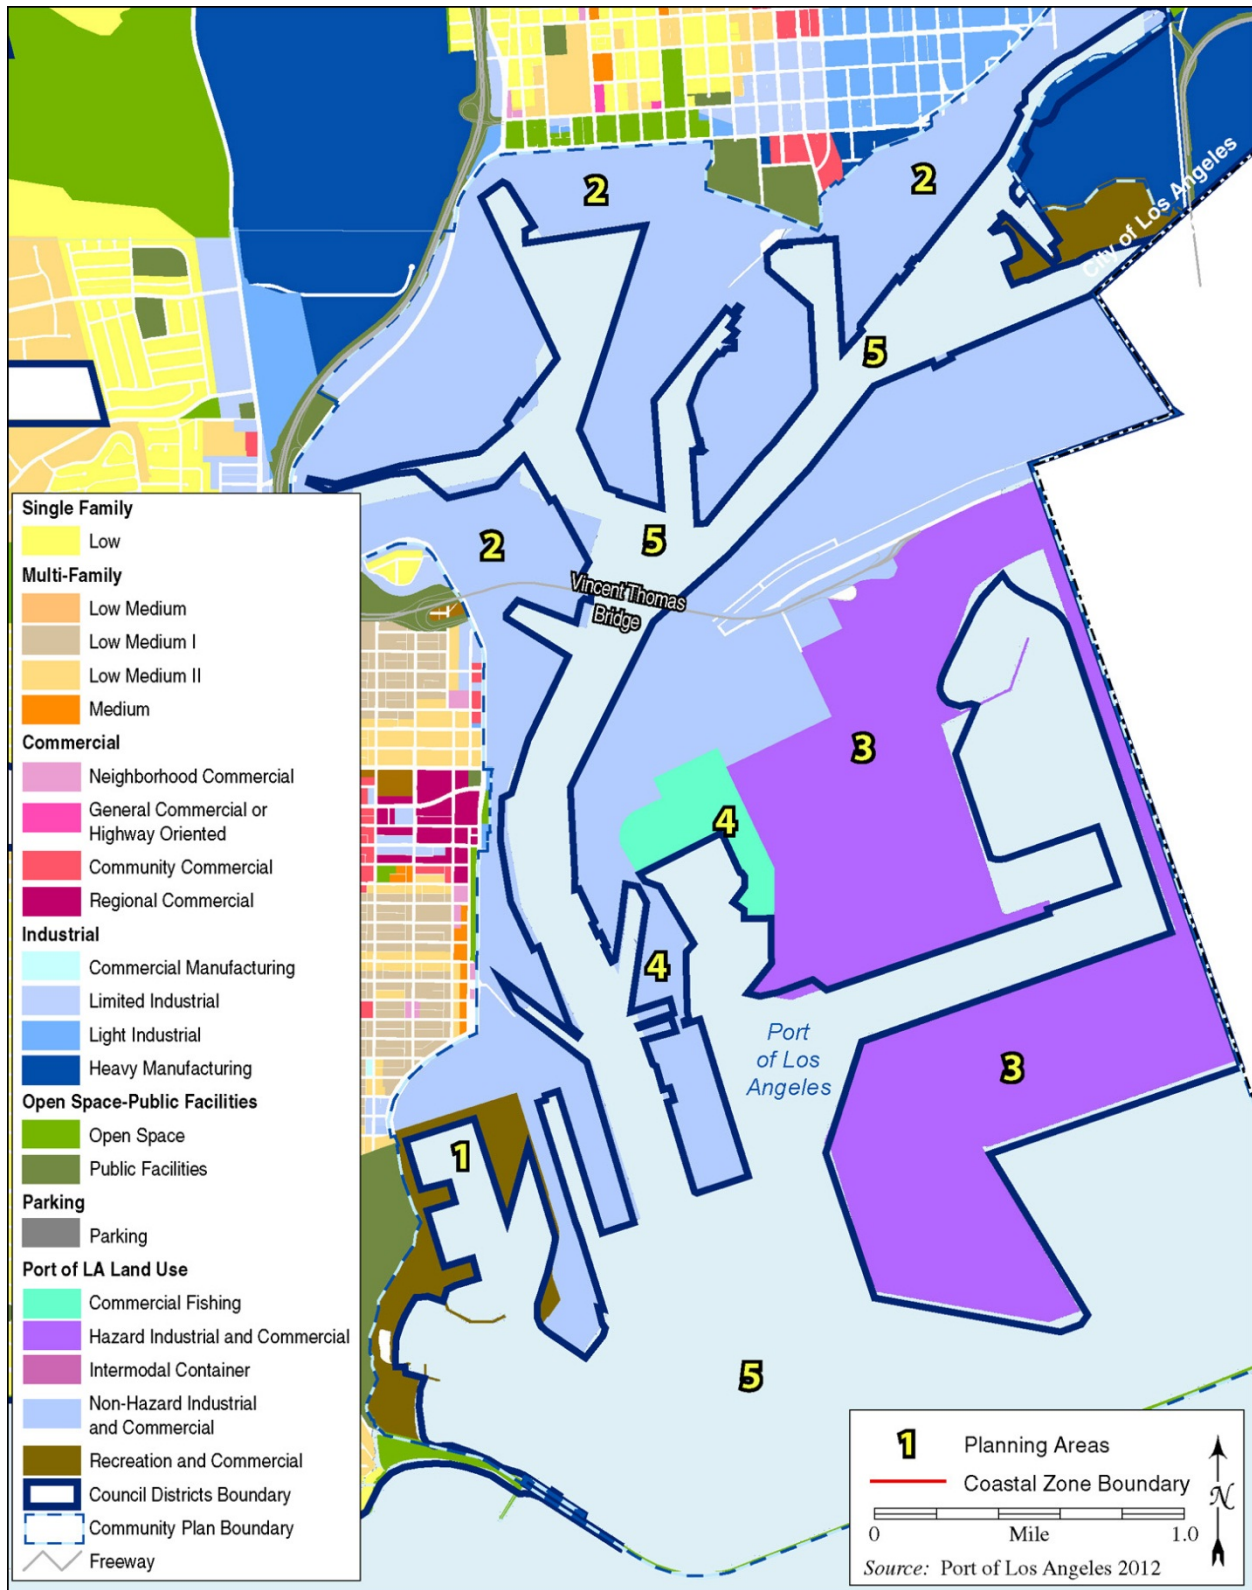 2
2
City of Los Angeles
5
2
5
Vincent Thomas
Bridge
3
4
4
Port
of Los
Angeles
3
1
5
Single Family
Low
Multi-Family
Low Medium
Low Medium I
Low Medium II
Medium
Commercial
Neighborhood Commercial
General Commercial or
Highway Oriented
Community Commercial
Regional Commercial
Industrial
Commercial Manufacturing
Limited Industrial
Light Industrial
Heavy Manufacturing
Open Space-Public Facilities
Open Space
Public Facilities
Parking
Parking
Port of LA Land Use
Commercial Fishing
Hazard Industrial and Commercial
Intermodal Container
Non-Hazard Industrial
and Commercial
Recreation and Commercial
Council Districts Boundary
Community Plan Boundary
Freeway
1 Planning Areas
Coastal Zone Boundary
N
0 Mile 1.0
Source: Port of Los Angeles 2012